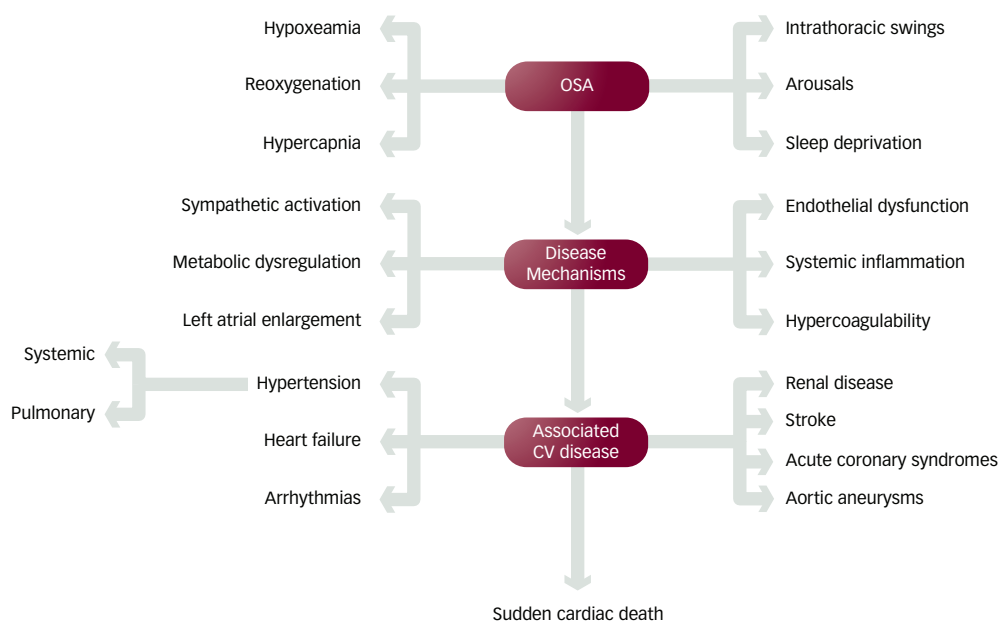 Hypoxeamia
Intrathoracic swings
Reoxygenation
OSA
Arousals
Hypercapnia
Sleep deprivation
Sympathetic activation
Endothelial dysfunction
Metabolic dysregulation
Disease
Mechanisms
Systemic inflammation
Left atrial enlargement
Hypercoagulability
Systemic
Pulmonary
Hypertension
Renal disease
Stroke
Heart failure
Associated
CV disease
Acute coronary syndromes
Arrhythmias
Aortic aneurysms
Sudden cardiac death